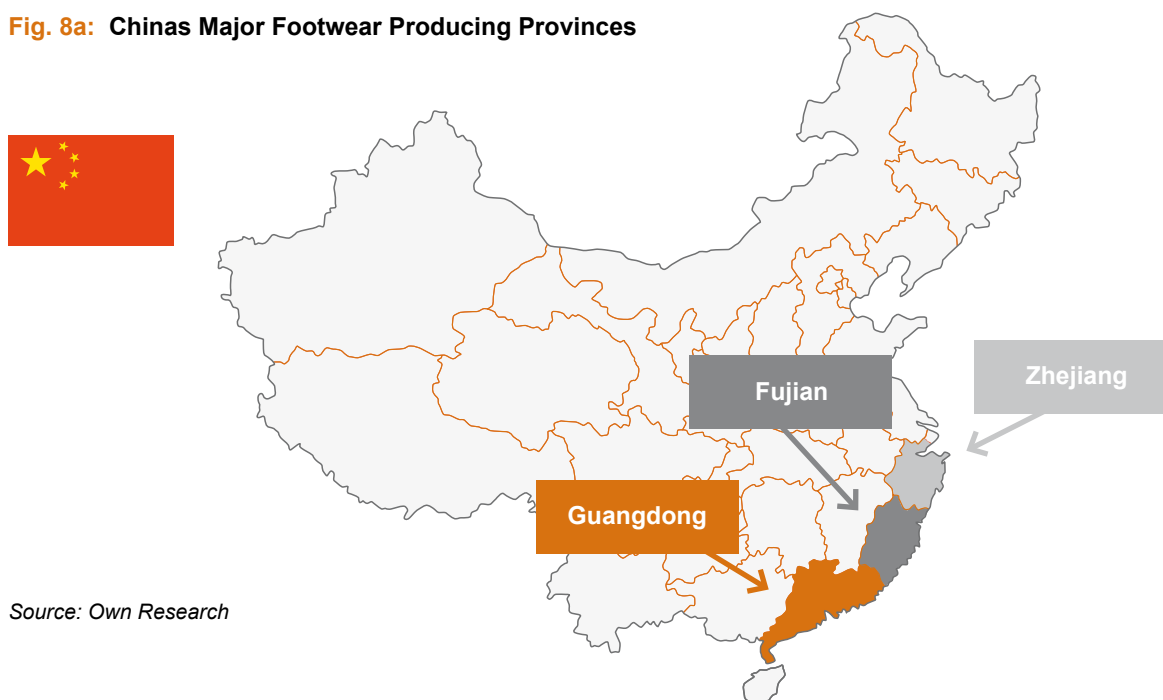 Fig. 8a: Chinas Major Footwear Producing Provinces
Zhejiang
Fujian
Guangdong
Source: Own Research